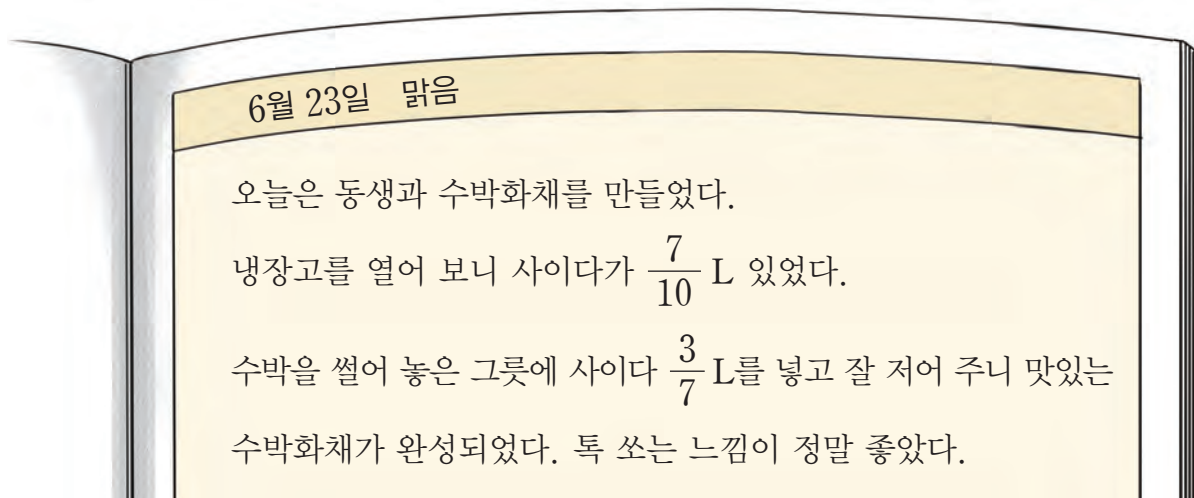 6월 23일 맑음
오늘은 동생과 수박화채를 만들었다.
냉장고를 열어 보니 사이다가 7/10 L 있었다.
수박을 썰어 놓은 그릇에 사이다 3/7 L를 넣고 잘 저어 주니 맛있는
수박화채가 완성되었다. 톡 쏘는 느낌이 정말 좋았다.